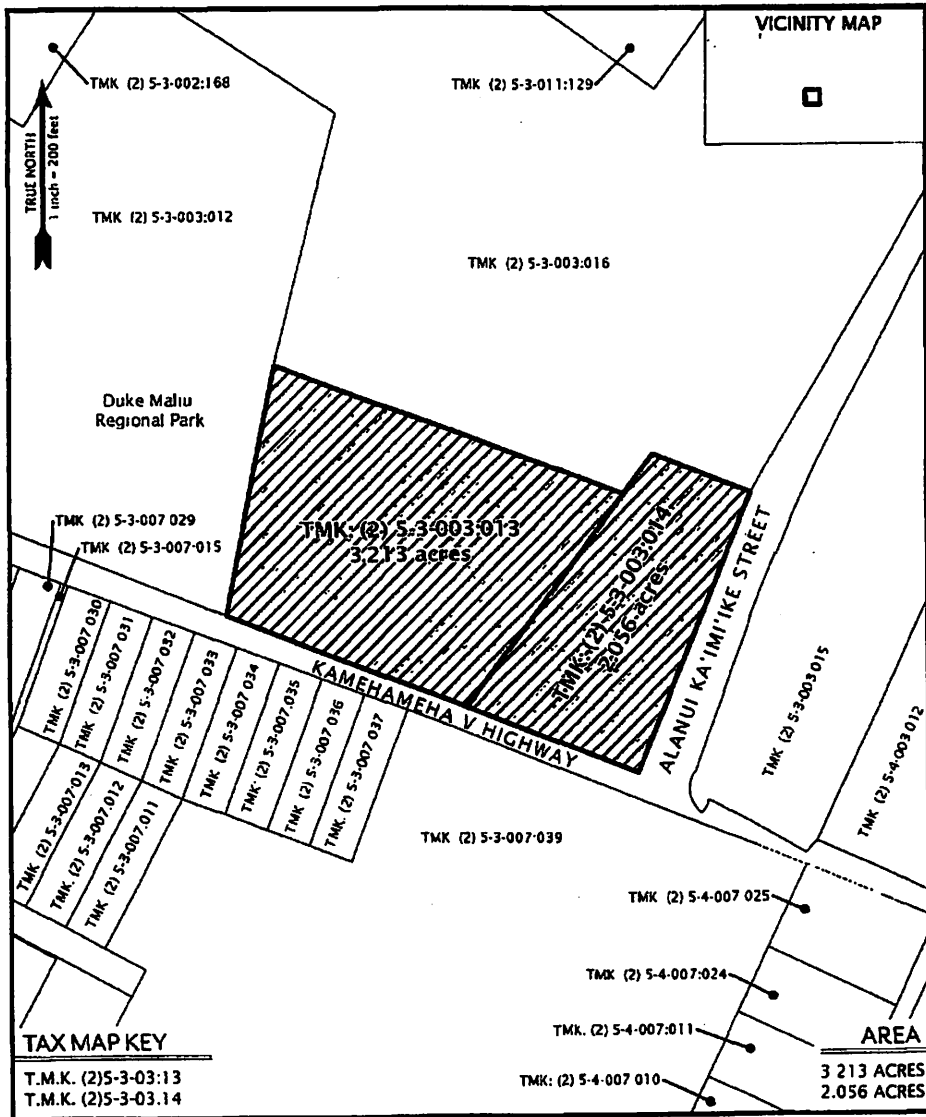 VICINITY MAP
TMK (2) 5-3-002:168
TMK (2) 5-3-011:129
TRUE NORTH
1 inch = 200 feet
TMK (2) 5-3-003:012
TMK (2) 5-3-003:016
Duke Maliu
Regional Park
TMK (2) 5-3-007 029
TMK (2) 5-3-007·015
TMK: (2) 5-3-003:013
3.213 acres
TMK: (2) 5-3-003:014
2.056 acres
ALANUI KA'IMI'IKE STREET
KAMEHAMEHA V HIGHWAY
TMK (2) 5-3-003 015
TMK (2) 5-4-003 012
TMK (2) 5-3-007 030
TMK (2) 5-3-007 031
TMK (2) 5-3-007 032
TMK (2) 5-3-007 033
TMK (2) 5-3-007 034
TMK: (2) 5-3-007.035
TMK (2) 5-3-007 036
TMK. (2) 5-3-007 037
TMK (2) 5-3-007·013
TMK. (2) 5-3-007.012
TMK (2) 5-3-007.011
TMK (2) 5-3-007·039
TMK (2) 5-4-007 025
TMK (2) 5-4-007:024
TMK. (2) 5-4-007:011
TMK: (2) 5-4-007 010
TAX MAP KEY
T.M.K. (2)5-3-03:13
T.M.K. (2)5-3-03.14
AREA
3 213 ACRES
2.056 ACRES